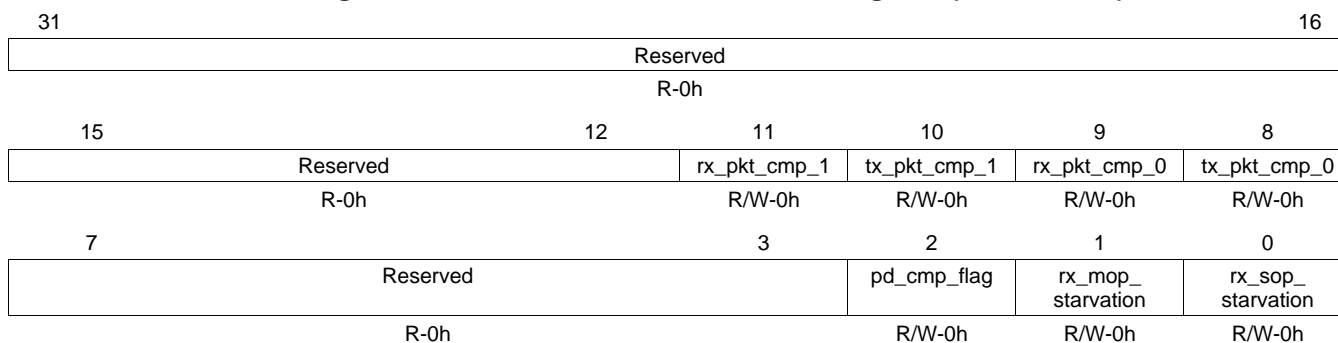 31 16
Reserved
R-0h
15 12 11 10 9 8
Reserved rx_pkt_cmp_1 tx_pkt_cmp_1 rx_pkt_cmp_0 tx_pkt_cmp_0
R-0h R/W-0h R/W-0h R/W-0h R/W-0h
7 3 2 1 0
Reserved pd_cmp_flag rx_mop_ rx_sop_
starvation starvation
R-0h R/W-0h R/W-0h R/W-0h